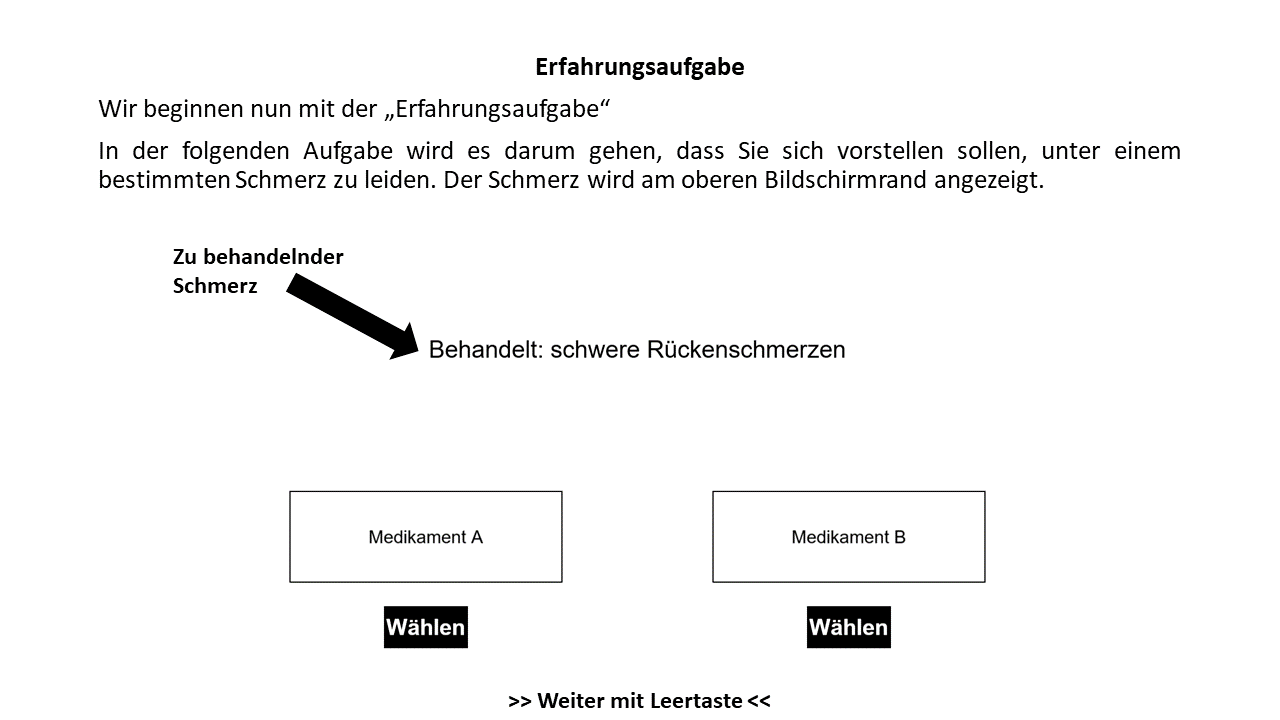 Erfahrungsaufgabe
Wir beginnen nun mit der „Erfahrungsaufgabe“
In der folgenden Aufgabe wird es darum gehen, dass Sie sich vorstellen sollen, unter einem
bestimmten Schmerz zu leiden. Der Schmerz wird am oberen Bildschirmrand angezeigt.
Zu behandelnder
Schmerz
Behandelt: schwere Rückenschmerzen
Medikament A
Medikament B
Wählen
Wählen
>> Weiter mit Leertaste <<